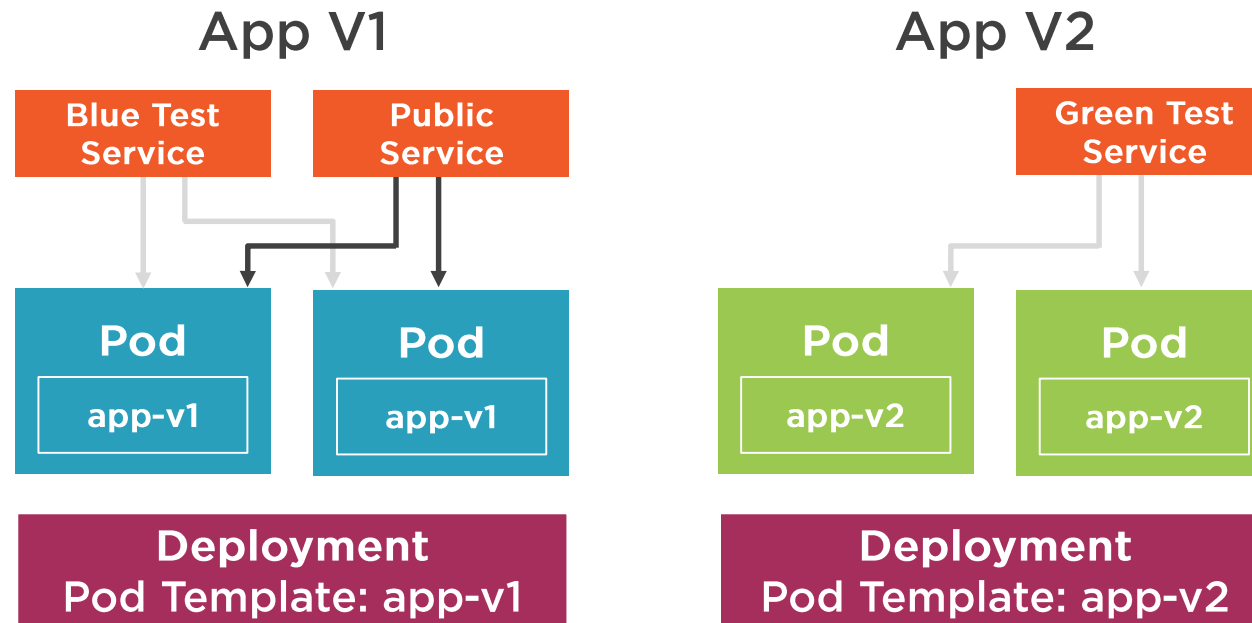 App V1
App V2
Blue Test
Service
Public
Service
Green Test
Service
Pod
app-v1
Pod
app-v1
Pod
app-v2
Pod
app-v2
Deployment
Pod Template: app-v1
Deployment
Pod Template: app-v2